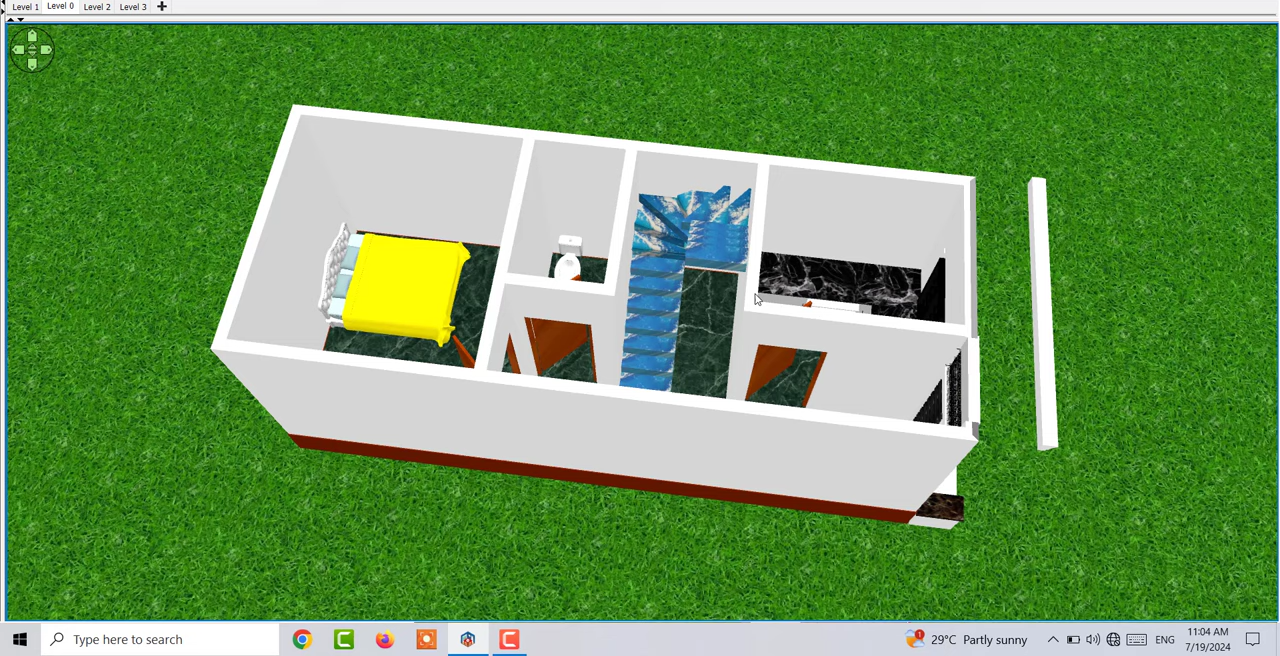 Level 1 Level 0 Level 2 Level 3
Type here to search
29°C Partly sunny
ENG
11:04 AM
7/19/2024